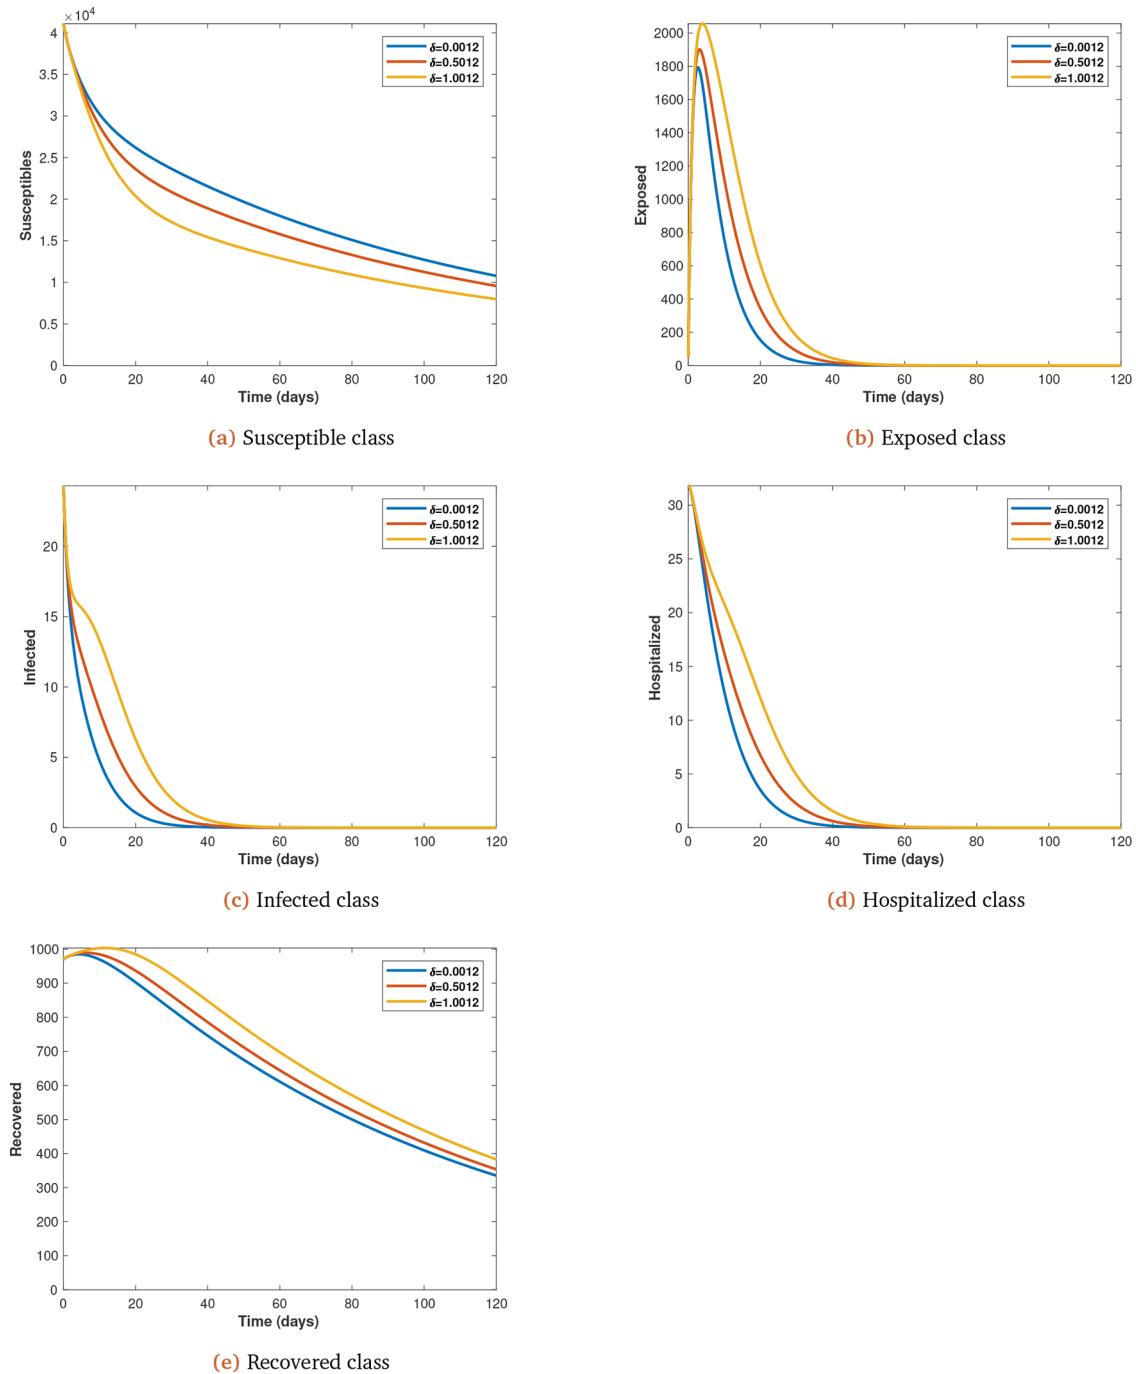 ×10⁴
4
3.5
3
2.5
2
1.5
1
0.5
0
0 20 40 60 80 100 120
Susceptibles
Time (days)
δ=0.0012
δ=0.5012
δ=1.0012
(a) Susceptible class
2000
1800
1600
1400
1200
1000
800
600
400
200
0
0 20 40 60 80 100 120
Exposed
Time (days)
δ=0.0012
δ=0.5012
δ=1.0012
(b) Exposed class
20
15
10
5
0
0 20 40 60 80 100 120
Infected
Time (days)
δ=0.0012
δ=0.5012
δ=1.0012
(c) Infected class
30
25
20
15
10
5
0
0 20 40 60 80 100 120
Hospitalized
Time (days)
δ=0.0012
δ=0.5012
δ=1.0012
(d) Hospitalized class
1000
900
800
700
600
500
400
300
200
100
0
0 20 40 60 80 100 120
Recovered
Time (days)
δ=0.0012
δ=0.5012
δ=1.0012
(e) Recovered class